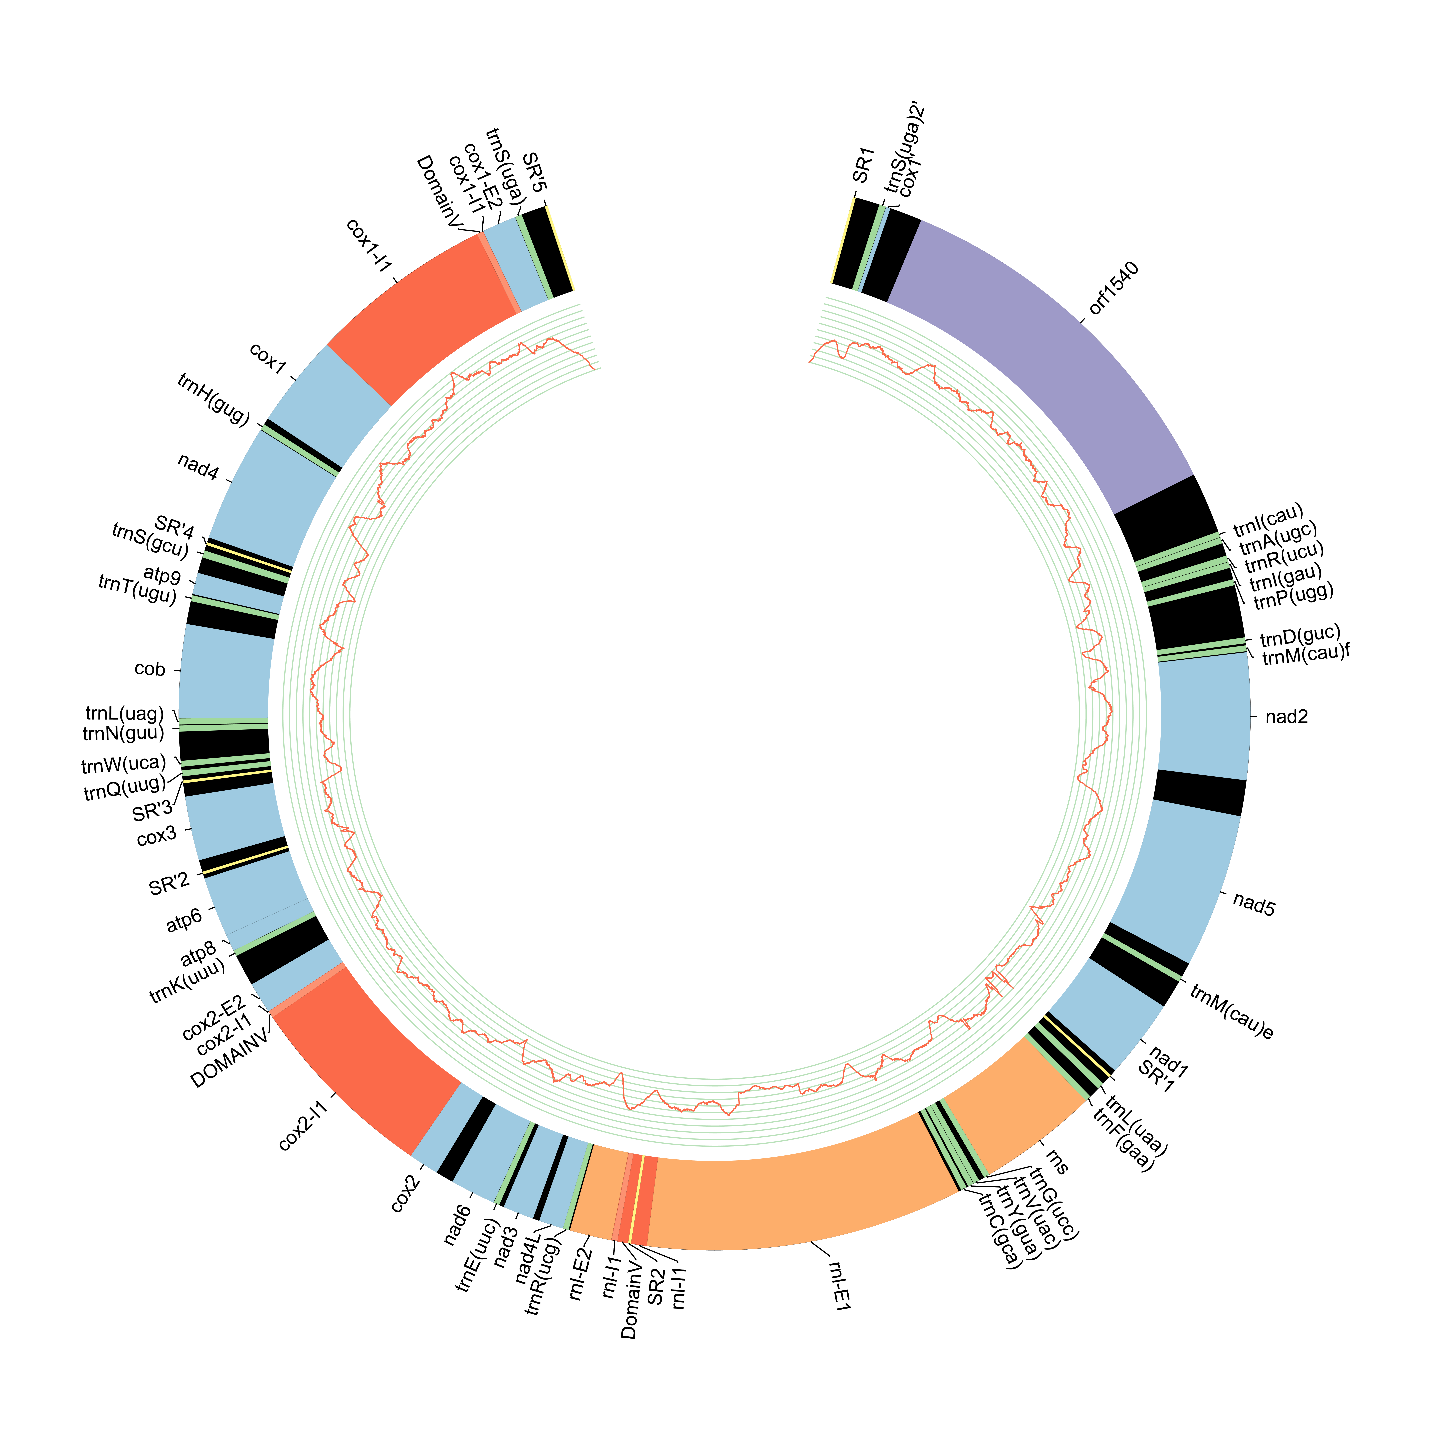 SR1
trnS(uga)2'
cox1'
orf1540
trnI(cau)
trnA(ugc)
trnR(ucu)
trnI(gau)
trnP(ugg)
trnD(guc)
trnM(cau)f
nad2
nad5
trnM(cau)e
nad1
SR'1
trnL(uaa)
trnF(gaa)
rns
trnG(ucc)
trnV(uac)
trnY(gua)
trnC(gca)
rnl-E1
rnl-I1
SR2
DomainV
rnl-I1
rnl-E2
trnR(ucg)
nad4L
nad3
trnE(uuc)
nad6
cox2
cox2-I1
DOMAINV
cox2-I1
cox2-E2
trnK(uuu)
atp8
atp6
SR'2
cox3
SR'3
trnQ(uug)
trnW(uca)
trnN(guu)
trnL(uag)
cob
trnT(ugu)
atp9
trnS(gcu)
SR'4
nad4
trnH(gug)
cox1
cox1-I1
DomainV
cox1-I1
cox1-E2
trnS(uga)
SR'5